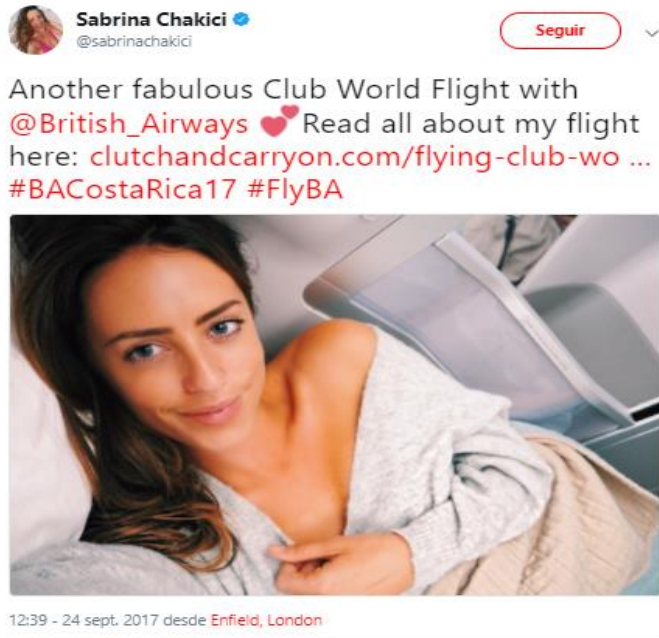 Sabrina Chakici
@sabrinachakici
Seguir
Another fabulous Club World Flight with
@British_Airways 💕 Read all about my flight
here: clutchandcarryon.com/flying-club-wo ...
#BACostaRica17 #FlyBA
12:39 - 24 sept. 2017 desde Enfield, London